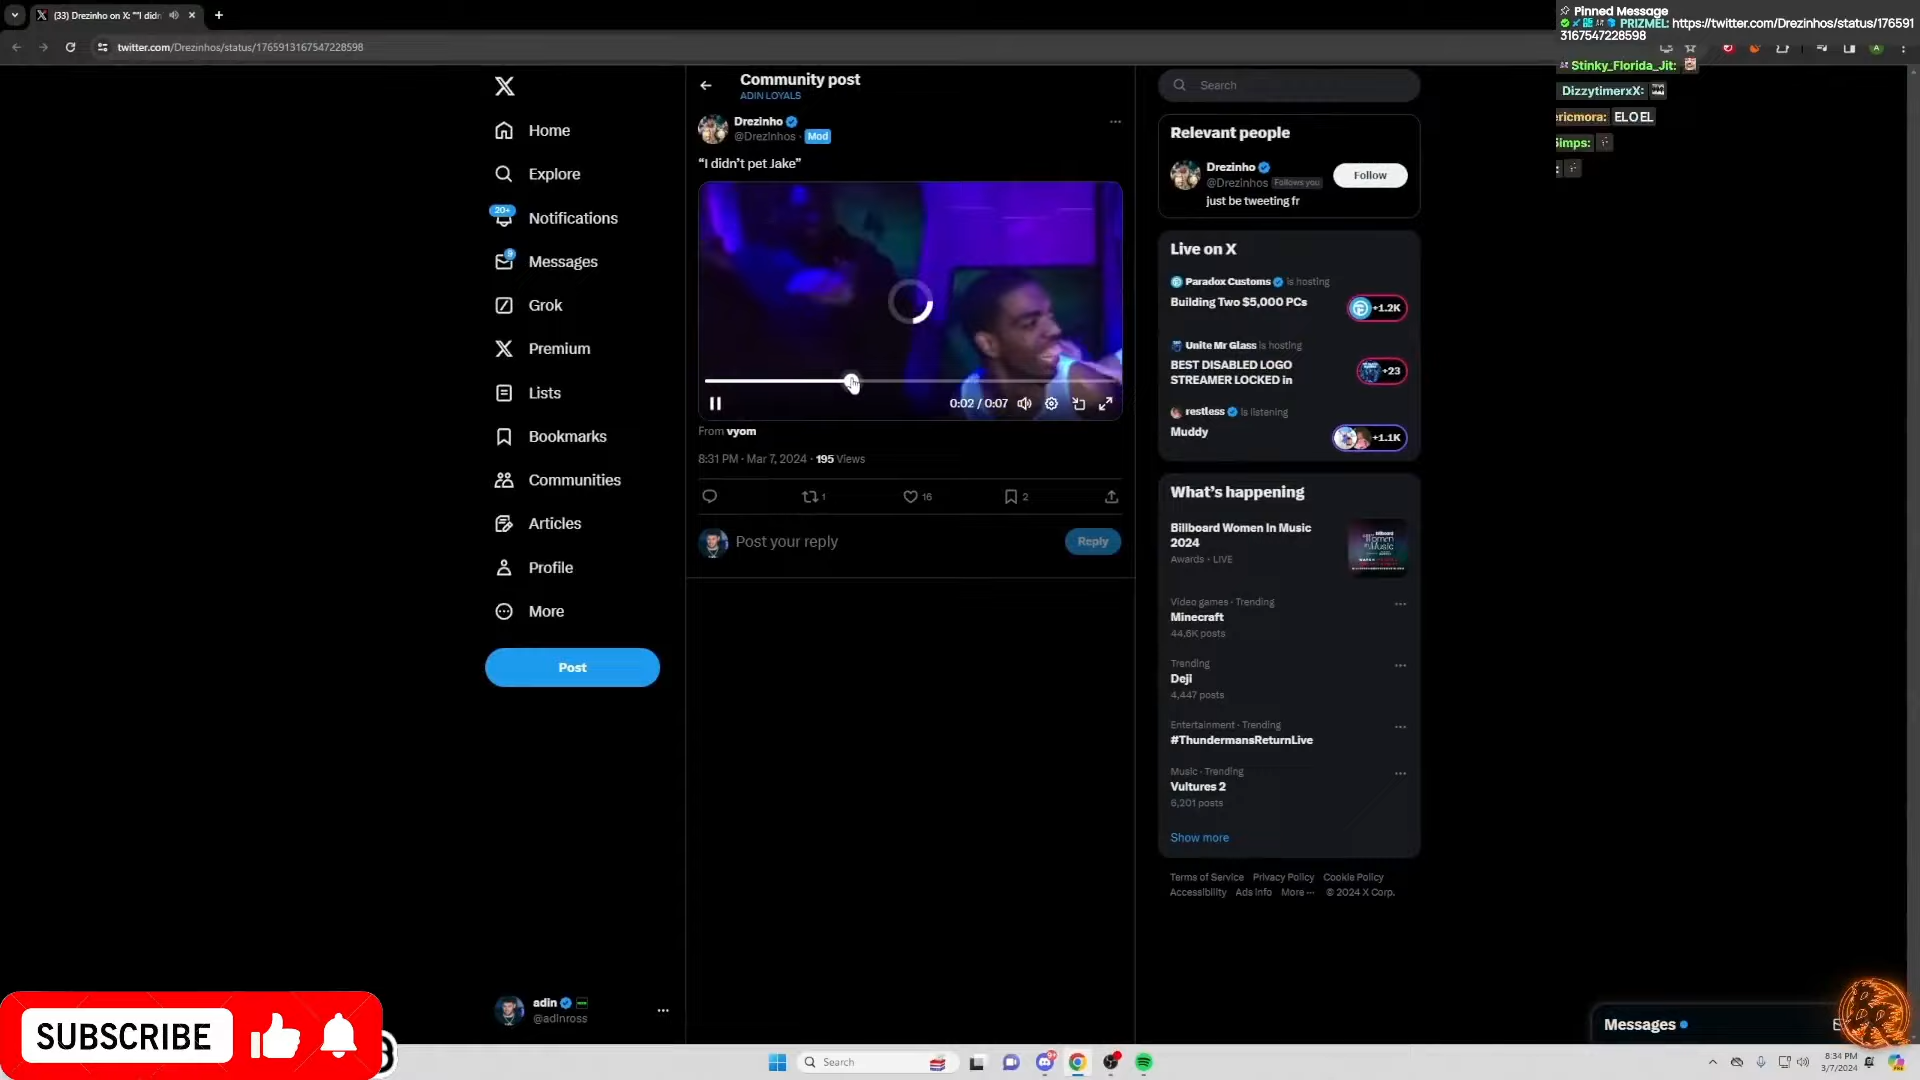 (33) Drezinho on X: "“I didn'
twitter.com/Drezinhos/status/1765913167547228598
Pinned Message
PRIZMEL: https://twitter.com/Drezinhos/status/176591
3167547228598
Stinky_Florida_Jit:
DizzytimerxX:
ericmora: ELOEL
Simps:
:
Home
Explore
20+
Notifications
Messages
Grok
Premium
Lists
Bookmarks
Communities
Articles
Profile
More
Post
adin
@adinross
Community post
ADIN LOYALS
Drezinho
@Drezinhos · Mod
“I didn’t pet Jake”
0:02 / 0:07
From vyom
8:31 PM · Mar 7, 2024 · 195 Views
1
16
2
Post your reply
Reply
Search
Relevant people
Drezinho
@Drezinhos Follows you
Follow
just be tweeting fr
Live on X
Paradox Customs is hosting
Building Two $5,000 PCs
+1.2K
Unite Mr Glass is hosting
BEST DISABLED LOGO
STREAMER LOCKED in
+23
restless is listening
Muddy
+1.1K
What’s happening
Billboard Women In Music
2024
Awards · LIVE
Video games · Trending
Minecraft
44.6K posts
Trending
Deji
4,447 posts
Entertainment · Trending
#ThundermansReturnLive
Music · Trending
Vultures 2
6,201 posts
Show more
Terms of Service Privacy Policy Cookie Policy
Accessibility Ads info More ··· © 2024 X Corp.
Messages
SUBSCRIBE
Search
8:34 PM
3/7/2024